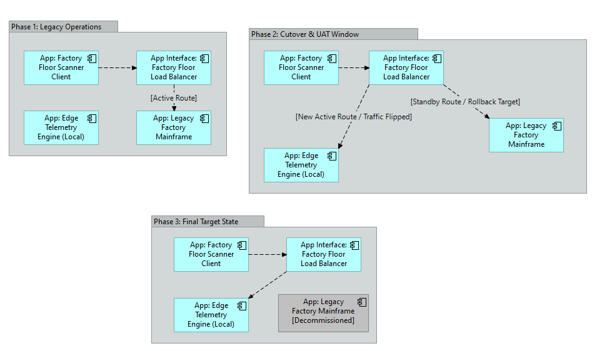 Phase 1: Legacy Operations
App: Factory
Floor Scanner
Client
App Interface:
Factory Floor
Load Balancer
[Active Route]
App: Edge
Telemetry
Engine (Local)
App: Legacy
Factory
Mainframe
Phase 2: Cutover & UAT Window
App: Factory
Floor Scanner
Client
App Interface:
Factory Floor
Load Balancer
[Standby Route / Rollback Target]
[New Active Route / Traffic Flipped]
App: Legacy
Factory
Mainframe
App: Edge
Telemetry
Engine (Local)
Phase 3: Final Target State
App: Factory
Floor Scanner
Client
App Interface:
Factory Floor
Load Balancer
App: Edge
Telemetry
Engine (Local)
App: Legacy
Factory Mainframe
[Decommissioned]